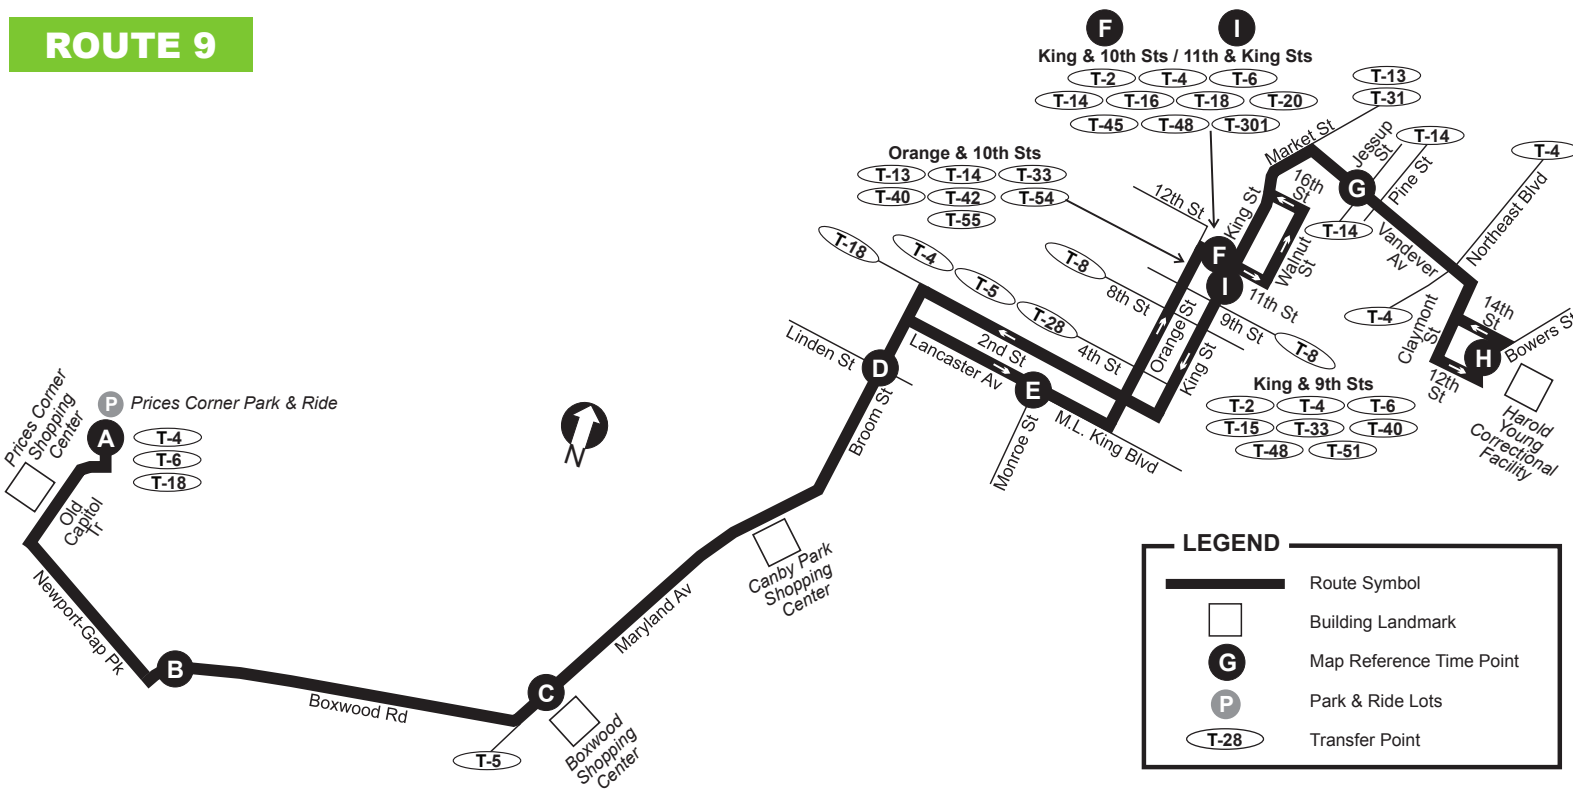 ROUTE 9
F
I
King & 10th Sts / 11th & King Sts
T-2 T-4 T-6
T-14 T-16 T-18 T-20
T-45 T-48 T-301
T-13
T-31
Market St
Jessup
St
T-14
Pine St
T-4
Northeast Blvd
Orange & 10th Sts
T-13 T-14 T-33
T-40 T-42 T-54
T-55
12th St
King St
16th
St
G
T-14
Vandever
Av
Walnut
St
F
I
11th St
T-18
T-4
T-5
T-28
T-8
8th St
9th St
T-8
4th St
2nd St
Orange St
King St
Lancaster Av
Linden St
D
E
Broom St
Monroe St
M.L. King Blvd
T-4
Claymont
St
14th
St
H
Bowers St
12th
St
Harold
Young
Correctional
Facility
King & 9th Sts
T-2 T-4 T-6
T-15 T-33 T-40
T-48 T-51
Prices Corner
Shopping
Center
P Prices Corner Park & Ride
A
T-4
T-6
T-18
Old
Capitol
Tr
N
Newport-Gap Pk
B
Boxwood Rd
C
T-5
Boxwood
Shopping
Center
Maryland Av
Canby Park
Shopping
Center
LEGEND
Route Symbol
Building Landmark
G Map Reference Time Point
P Park & Ride Lots
T-28 Transfer Point